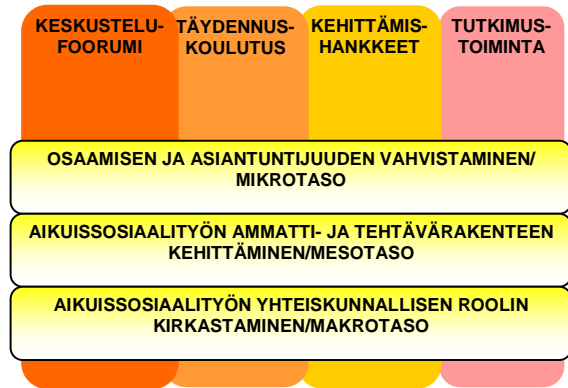 KESKUSTELU-
FOORUMI
TÄYDENNUS-
KOULUTUS
KEHITTÄMIS-
HANKKEET
TUTKIMUS-
TOIMINTA
OSAAMISEN JA ASIANTUNTIJUUDEN VAHVISTAMINEN/
MIKROTASO
AIKUISSOSIAALITYÖN AMMATTI- JA TEHTÄVÄRAKENTEEN
KEHITTÄMINEN/MESOTASO
AIKUISSOSIAALITYÖN YHTEISKUNNALLISEN ROOLIN
KIRKASTAMINEN/MAKROTASO